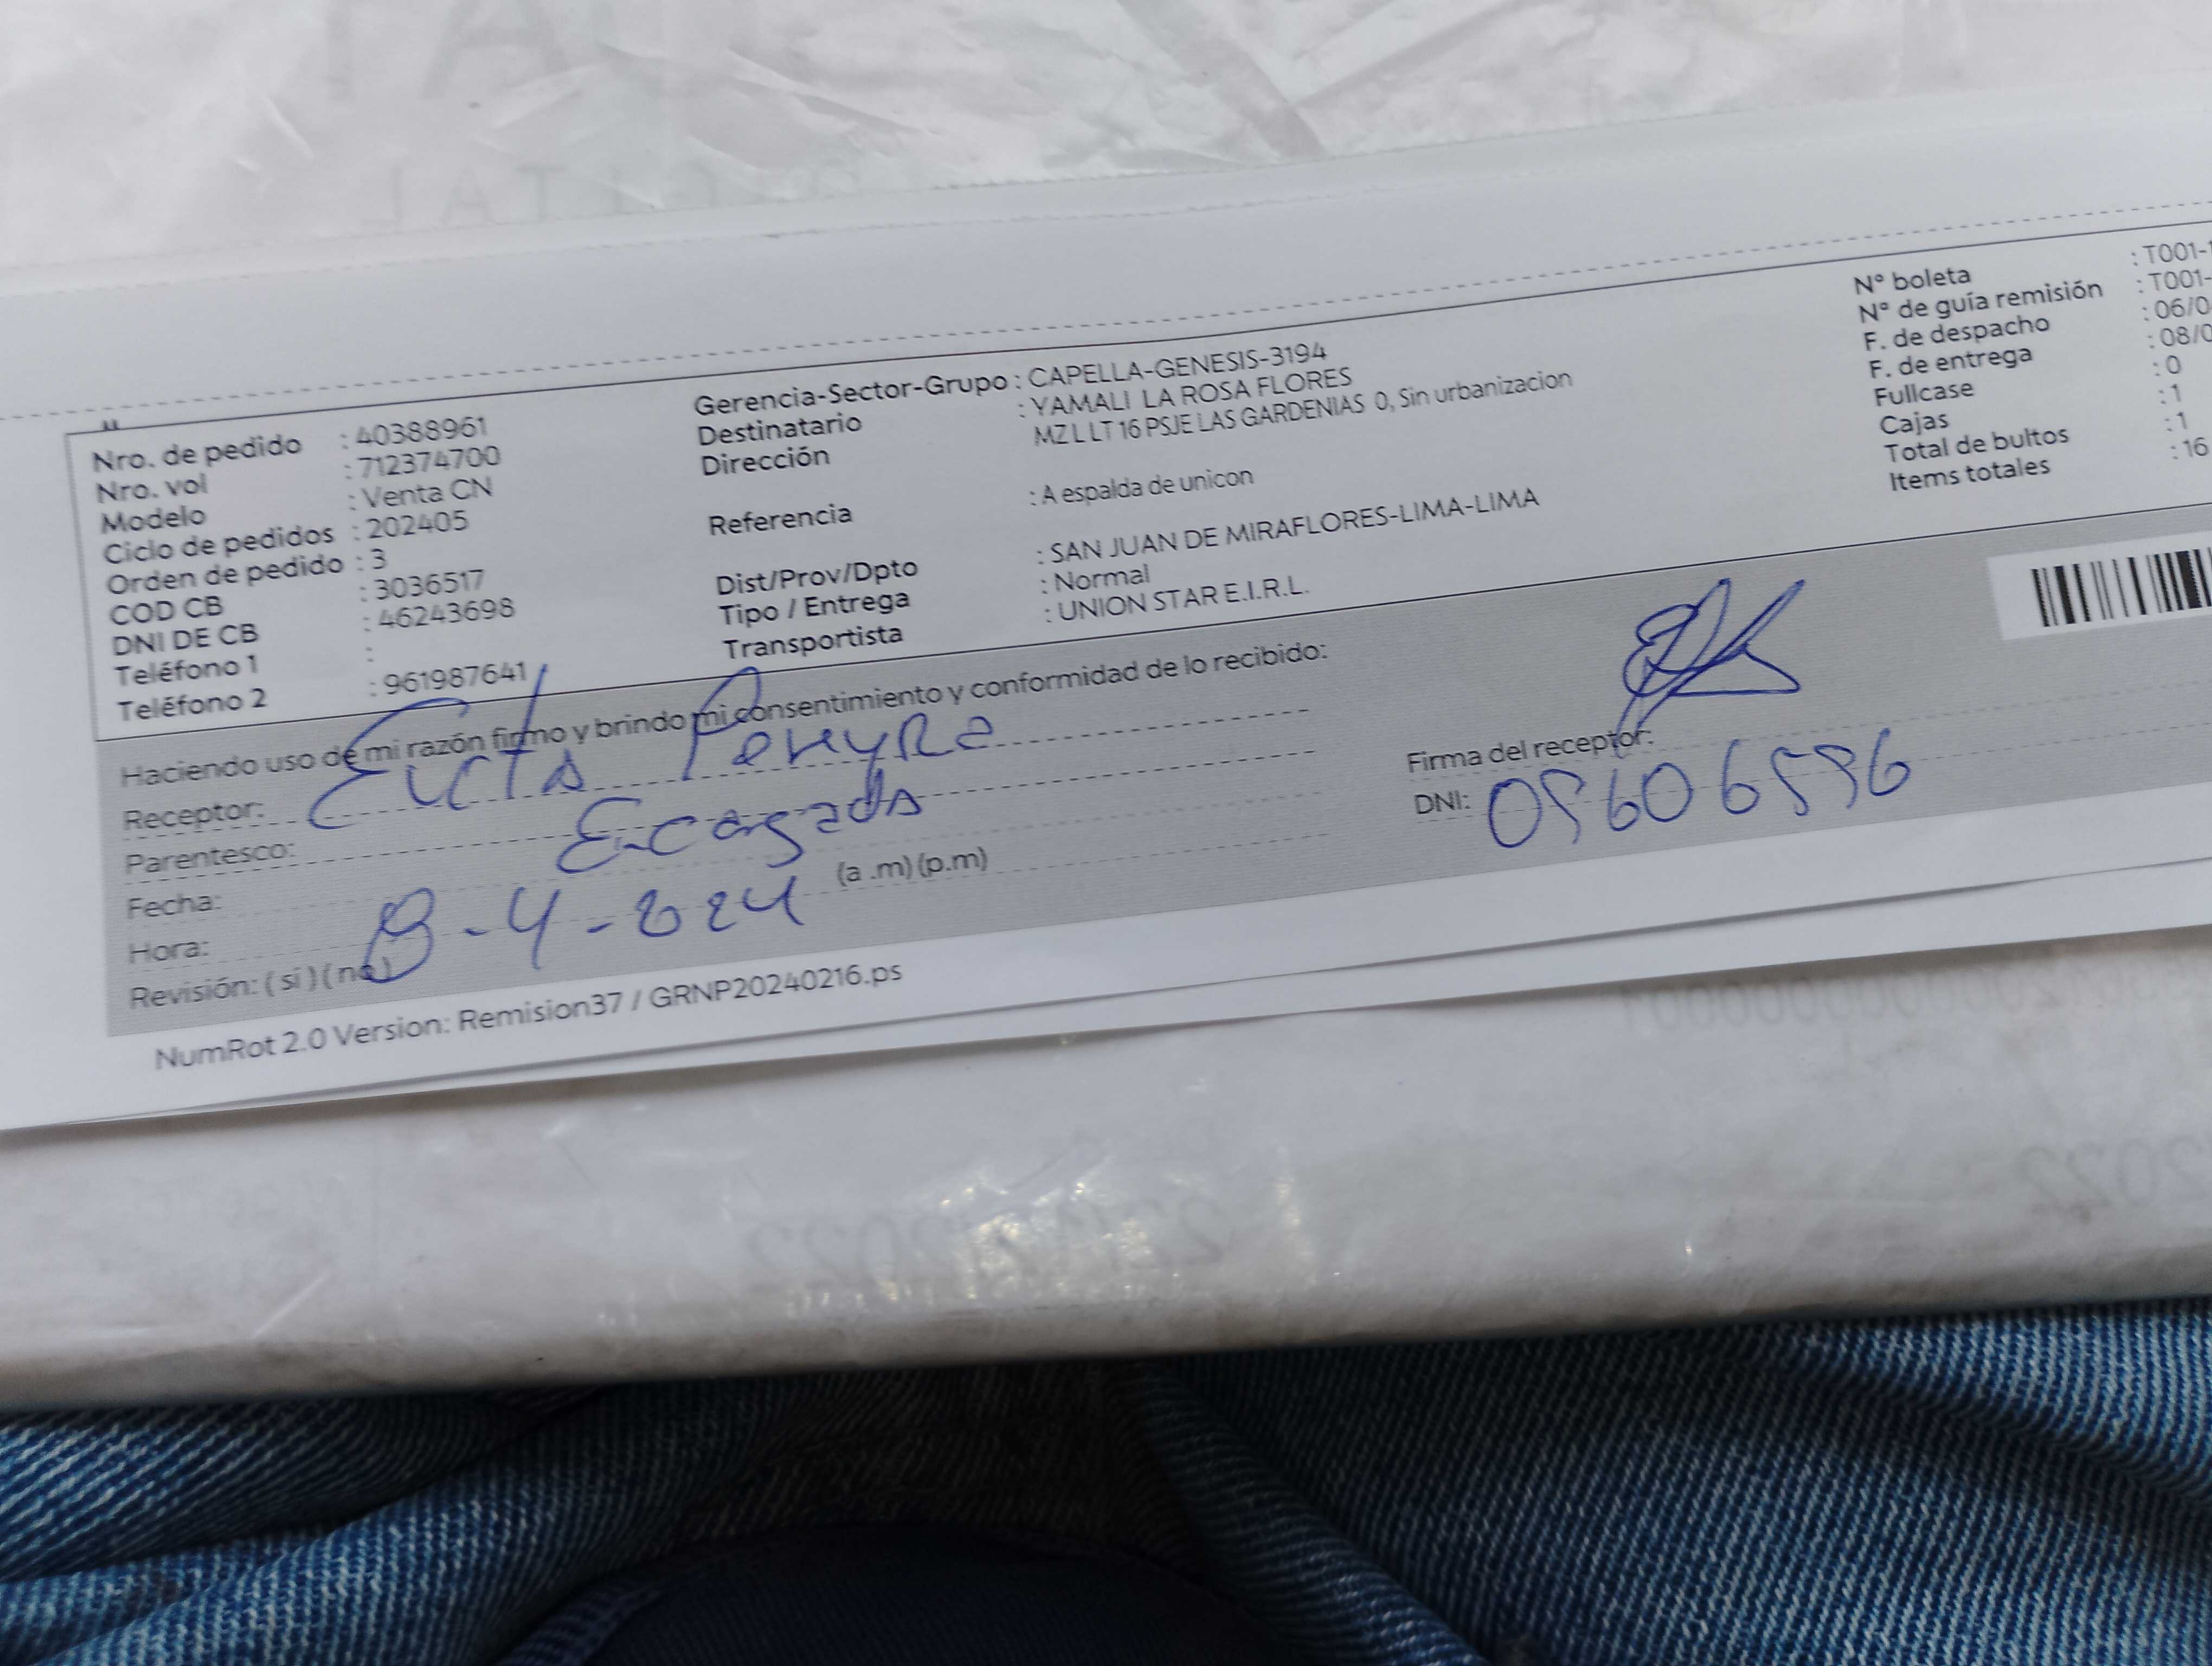 Nro. de pedido : 40388961
Nro. vol : 712374700
Modelo : Venta CN
Ciclo de pedidos : 202405
Orden de pedido : 3
COD CB : 3036517
DNI DE CB : 46243698
Teléfono 1 :
Teléfono 2 : 961987641
Gerencia-Sector-Grupo : CAPELLA-GENESIS-3194
Destinatario : YAMALI LA ROSA FLORES
Dirección MZ L LT 16 PSJE LAS GARDENIAS 0, Sin urbanizacion
Referencia : A espalda de unicon
Dist/Prov/Dpto : SAN JUAN DE MIRAFLORES-LIMA-LIMA
Tipo / Entrega : Normal
Transportista : UNION STAR E.I.R.L.
N° boleta : T001-
N° de guía remisión : T001-
F. de despacho : 06/0
F. de entrega : 08/0
Fullcase : 0
Cajas : 1
Total de bultos : 1
Items totales : 16
Haciendo uso de mi razón firmo y brindo mi consentimiento y conformidad de lo recibido:
Receptor:
Parentesco: Encargado
Fecha: 8-4-2024
Hora: (a .m) (p.m)
Revisión: ( si ) ( no )
Firma del receptor:
DNI:
NumRot 2.0 Version: Remision37 / GRNP20240216.ps